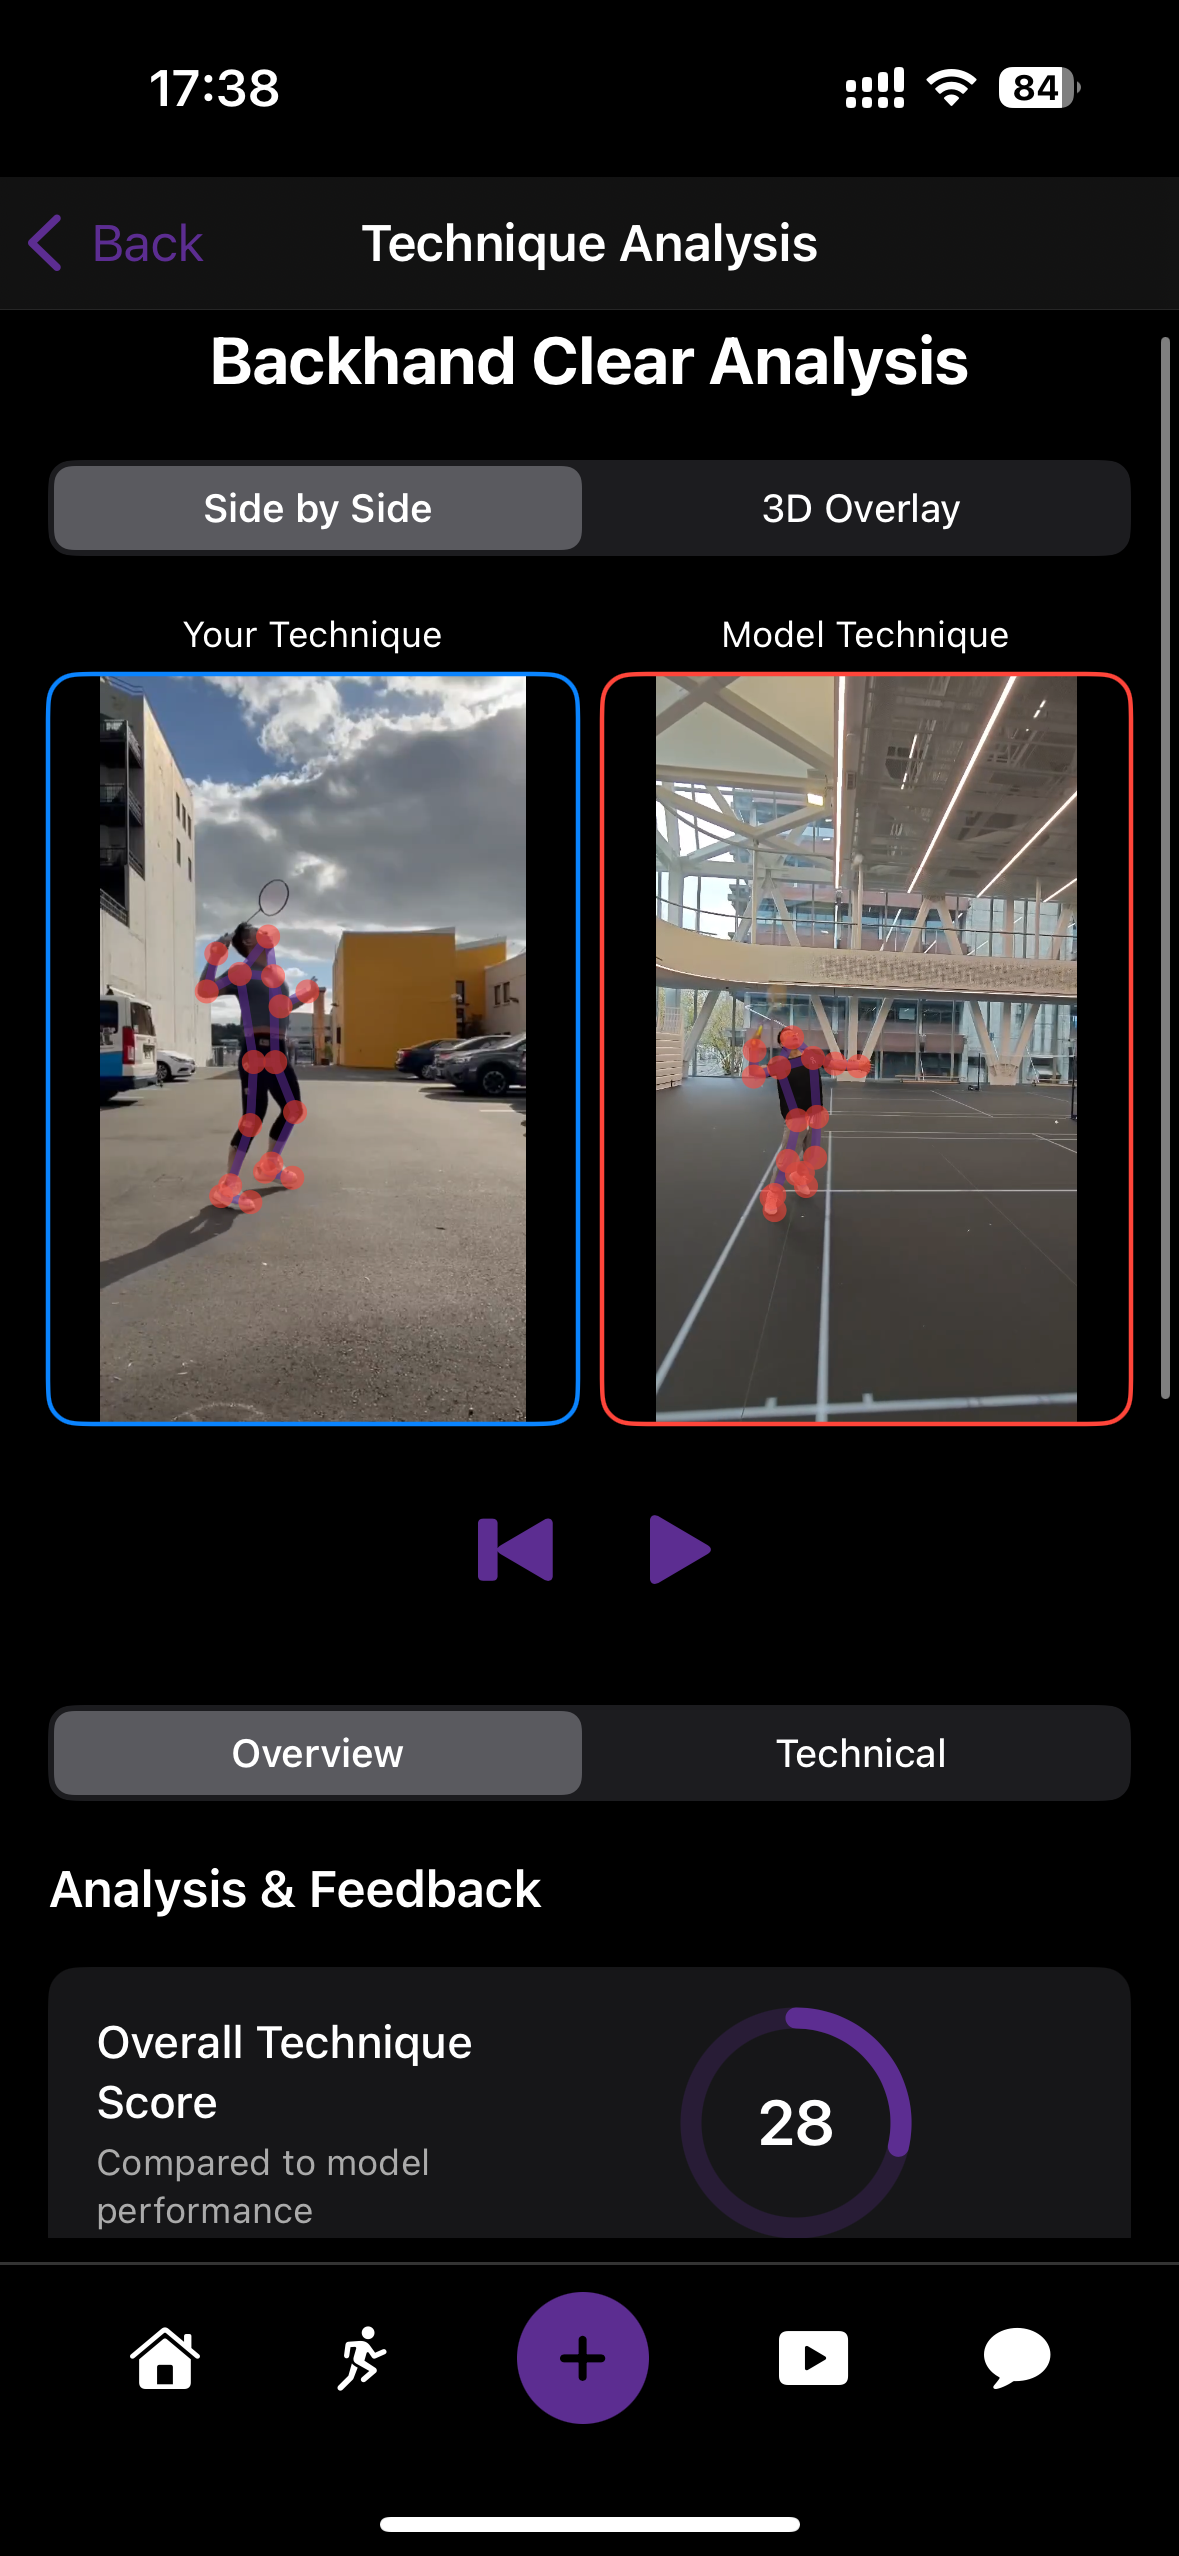 17:38
84
Back
Technique Analysis
Backhand Clear Analysis
Side by Side
3D Overlay
Your Technique
Model Technique
Overview
Technical
Analysis & Feedback
Overall Technique
Score
28
Compared to model
performance